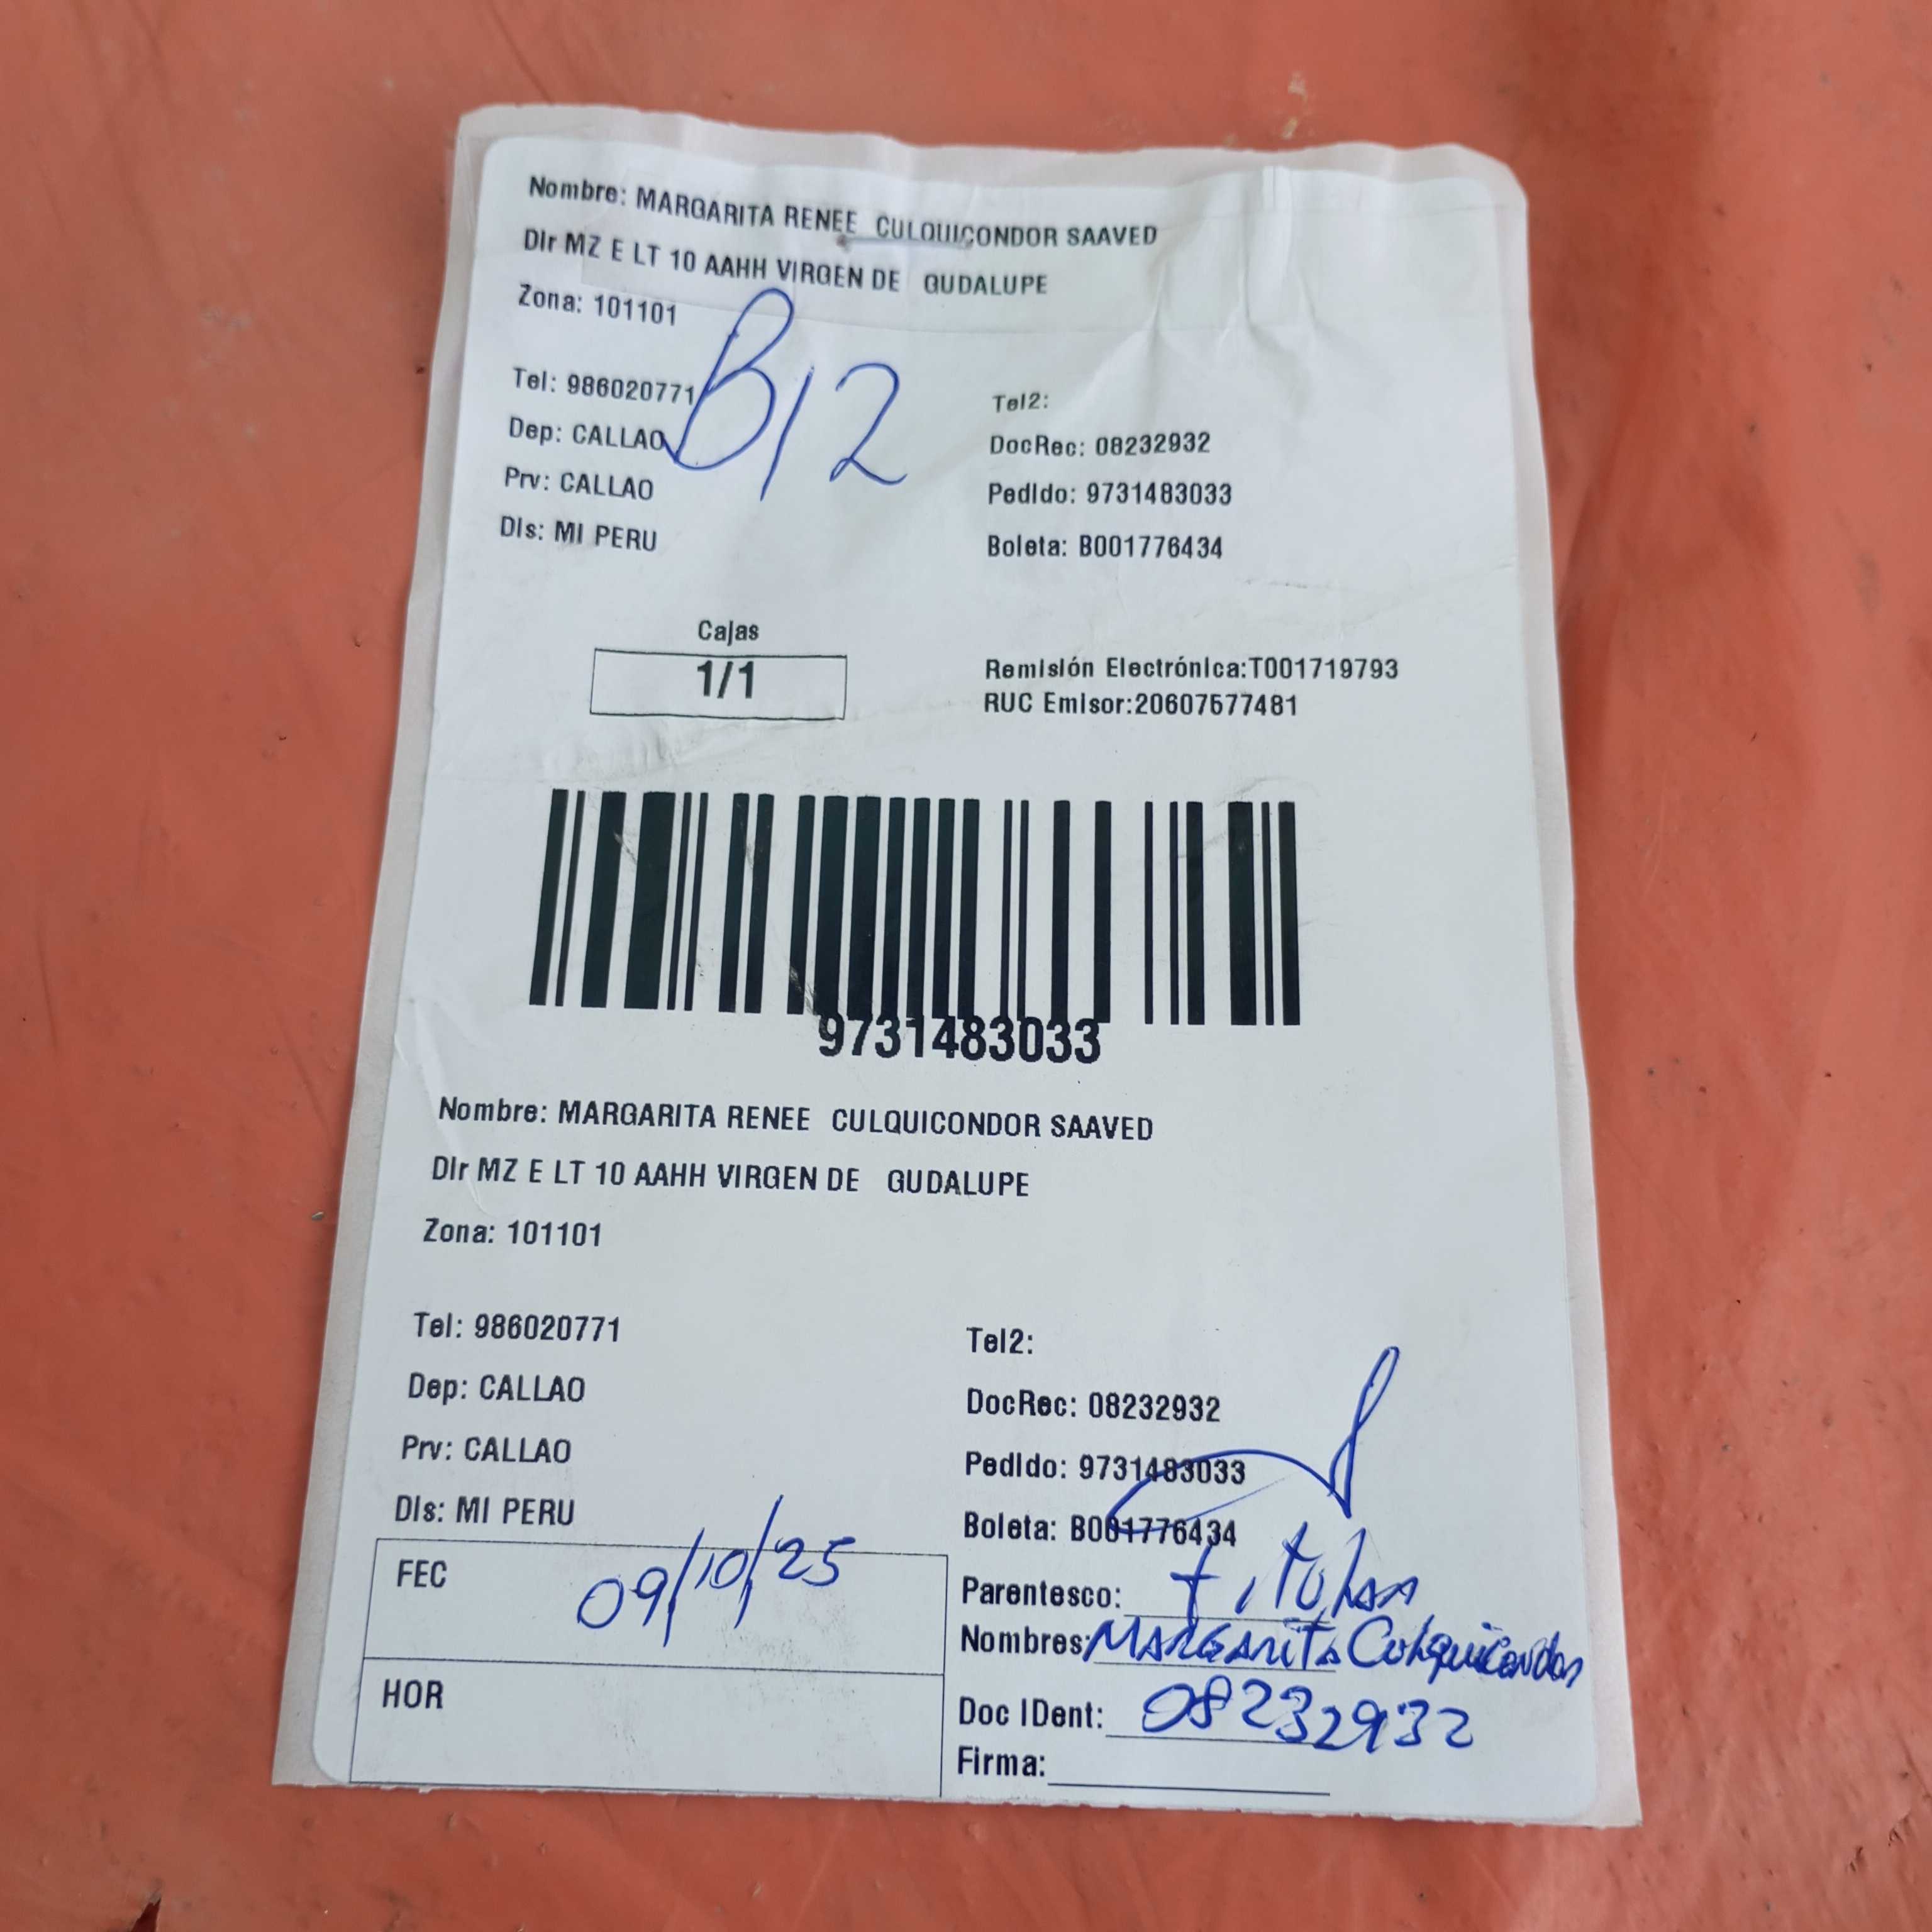 Nombre: MARGARITA RENEE CULQUICONDOR SAAVED
Dir MZ E LT 10 AAHH VIRGEN DE GUDALUPE
Zona: 101101
B12
Tel: 986020771
Tel2:
Dep: CALLAO
DocRec: 08232932
Prv: CALLAO
Pedido: 9731483033
Dis: MI PERU
Boleta: B001776434
Cajas
1/1
Remisión Electrónica:T001719793
RUC Emisor:20607577481
9731483033
Nombre: MARGARITA RENEE CULQUICONDOR SAAVED
Dir MZ E LT 10 AAHH VIRGEN DE GUDALUPE
Zona: 101101
Tel: 986020771
Tel2:
Dep: CALLAO
DocRec: 08232932
Prv: CALLAO
Pedido: 9731483033
Dis: MI PERU
Boleta: B001776434
FEC 09/10/25
Parentesco: titular
Nombres: MARGARITA Culquicondor
HOR
Doc IDent: 08232932
Firma: